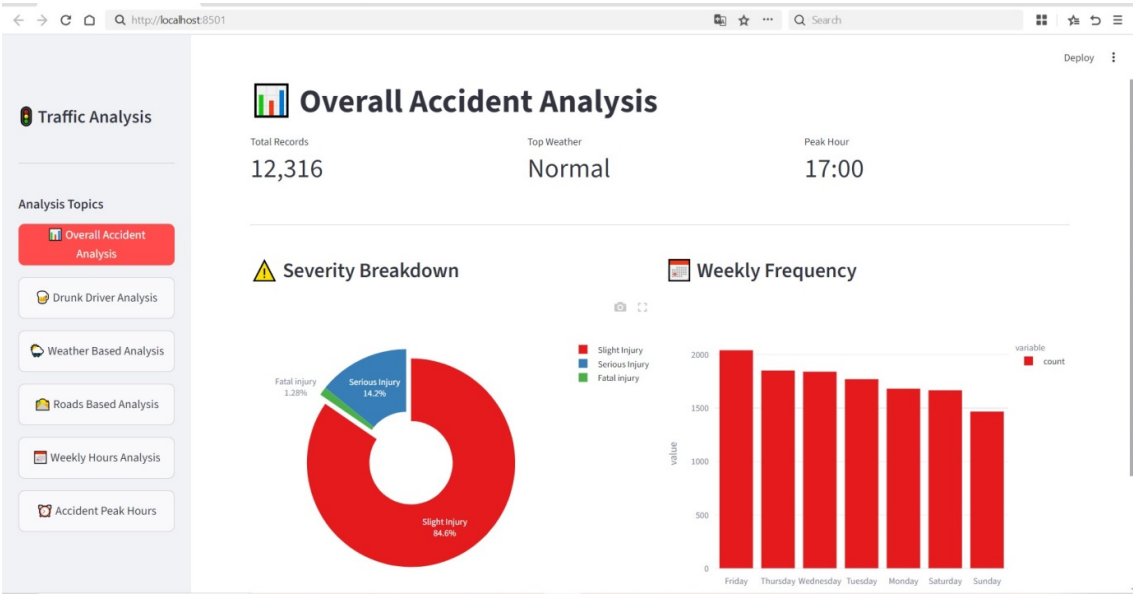 http://localhost:8501
Search
Deploy
Traffic Analysis
Analysis Topics
Overall Accident
Analysis
Drunk Driver Analysis
Weather Based Analysis
Roads Based Analysis
Weekly Hours Analysis
Accident Peak Hours
Overall Accident Analysis
Total Records
Top Weather
Peak Hour
12,316
Normal
17:00
Severity Breakdown
Slight Injury
Serious Injury
Fatal injury
Fatal injury
1.28%
Serious Injury
14.2%
Slight Injury
84.6%
Weekly Frequency
variable
count
value
2000
1500
1000
500
0
Friday
Thursday
Wednesday
Tuesday
Monday
Saturday
Sunday